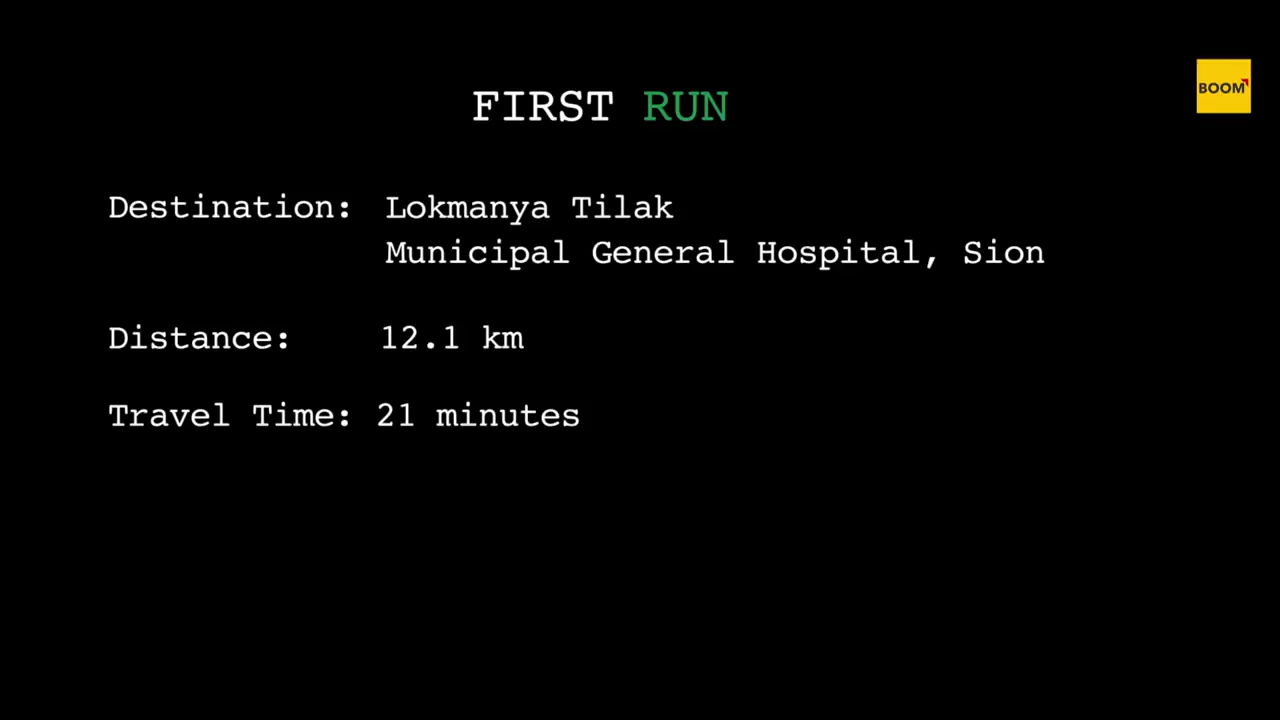 FIRST RUN
BOOM
Destination: Lokmanya Tilak
Municipal General Hospital, Sion
Distance: 12.1 km
Travel Time: 21 minutes